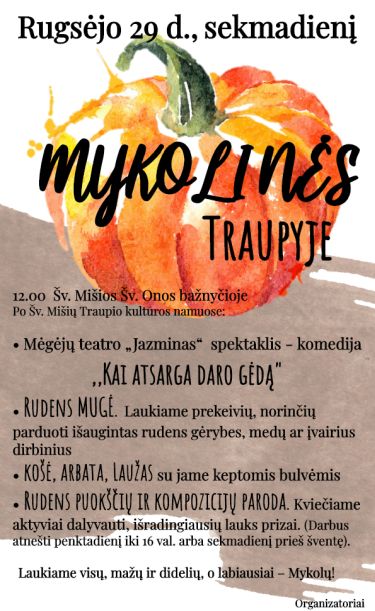 Rugsėjo 29 d., sekmadienį
MYKOLINĖS
TRAUPYJE
12.00 Šv. Mišios Šv. Onos bažnyčioje
Po Šv. Mišių Traupio kultūros namuose:
• Mėgėjų teatro „Jazminas“ spektaklis - komedija
,,KAI ATSARGA DARO GĖDĄ"
• RUDENS MUGĖ. Laukiame prekeivių, norinčių
parduoti išaugintas rudens gėrybes, medų ar įvairius
dirbinius
• KOŠĖ, ARBATA, LAUŽAS su jame keptomis bulvėmis
• RUDENS PUOKŠČIŲ IR KOMPOZICIJŲ PARODA. Kviečiame
aktyviai dalyvauti, išradingiausių lauks prizai. (Darbus
atnešti penktadienį iki 16 val. arba sekmadienį prieš šventę).
Laukiame visų, mažų ir didelių, o labiausiai – Mykolų!
Organizatoriai